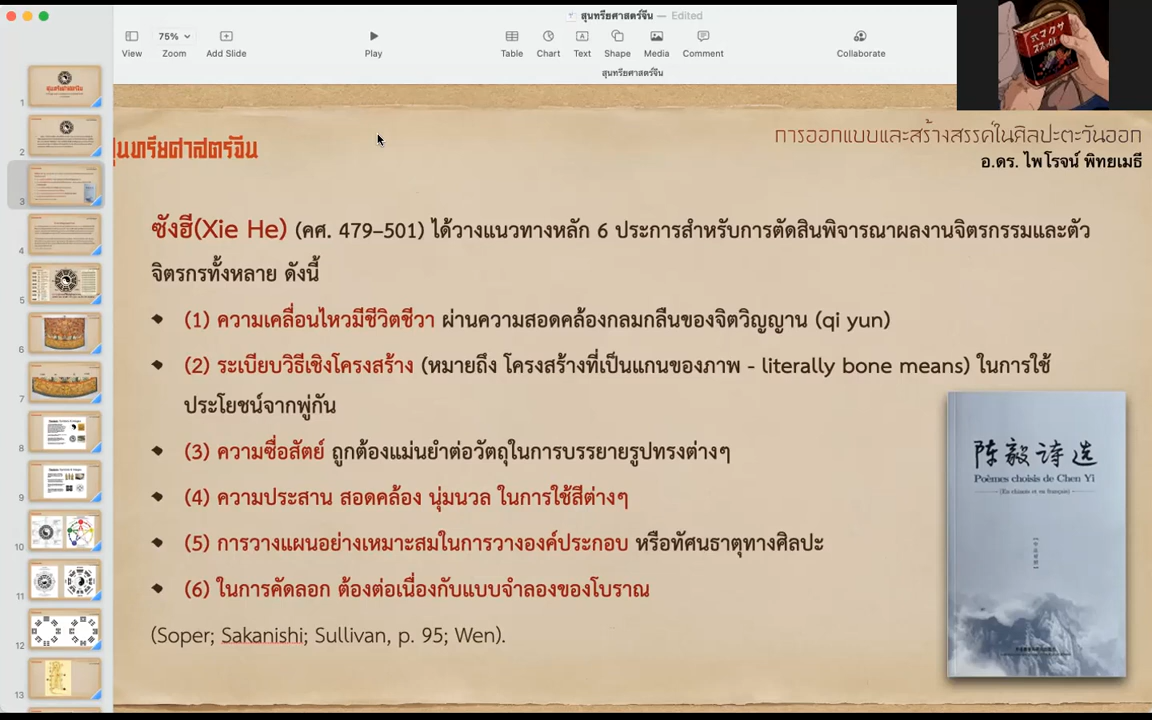 สุนทรียศาสตร์จีน — Edited
View
75%
Zoom
Add Slide
Play
Table
Chart
Text
Shape
Media
Comment
Collaborate
สุนทรียศาสตร์จีน
การออกแบบและสร้างสรรค์ในศิลปะตะวันออก
อ.ดร. ไพโรจน์ พิทยเมธี
สุนทรียศาสตร์จีน
ซังฮี(Xie He) (คศ. 479–501) ได้วางแนวทางหลัก 6 ประการสำหรับการตัดสินพิจารณาผลงานจิตรกรรมและตัว
จิตรกรทั้งหลาย ดังนี้
(1) ความเคลื่อนไหวมีชีวิตชีวา ผ่านความสอดคล้องกลมกลืนของจิตวิญญาน (qi yun)
(2) ระเบียบวิธีเชิงโครงสร้าง (หมายถึง โครงสร้างที่เป็นแกนของภาพ - literally bone means) ในการใช้
ประโยชน์จากพู่กัน
(3) ความซื่อสัตย์ ถูกต้องแม่นยำต่อวัตถุในการบรรยายรูปทรงต่างๆ
(4) ความประสาน สอดคล้อง นุ่มนวล ในการใช้สีต่างๆ
(5) การวางแผนอย่างเหมาะสมในการวางองค์ประกอบ หรือทัศนธาตุทางศิลปะ
(6) ในการคัดลอก ต้องต่อเนื่องกับแบบจำลองของโบราณ
(Soper; Sakanishi; Sullivan, p. 95; Wen).
陈毅诗选
Poèmes choisis de Chen Yi
(En chinois et en français)
1
2
3
4
5
6
7
8
9
10
11
12
13